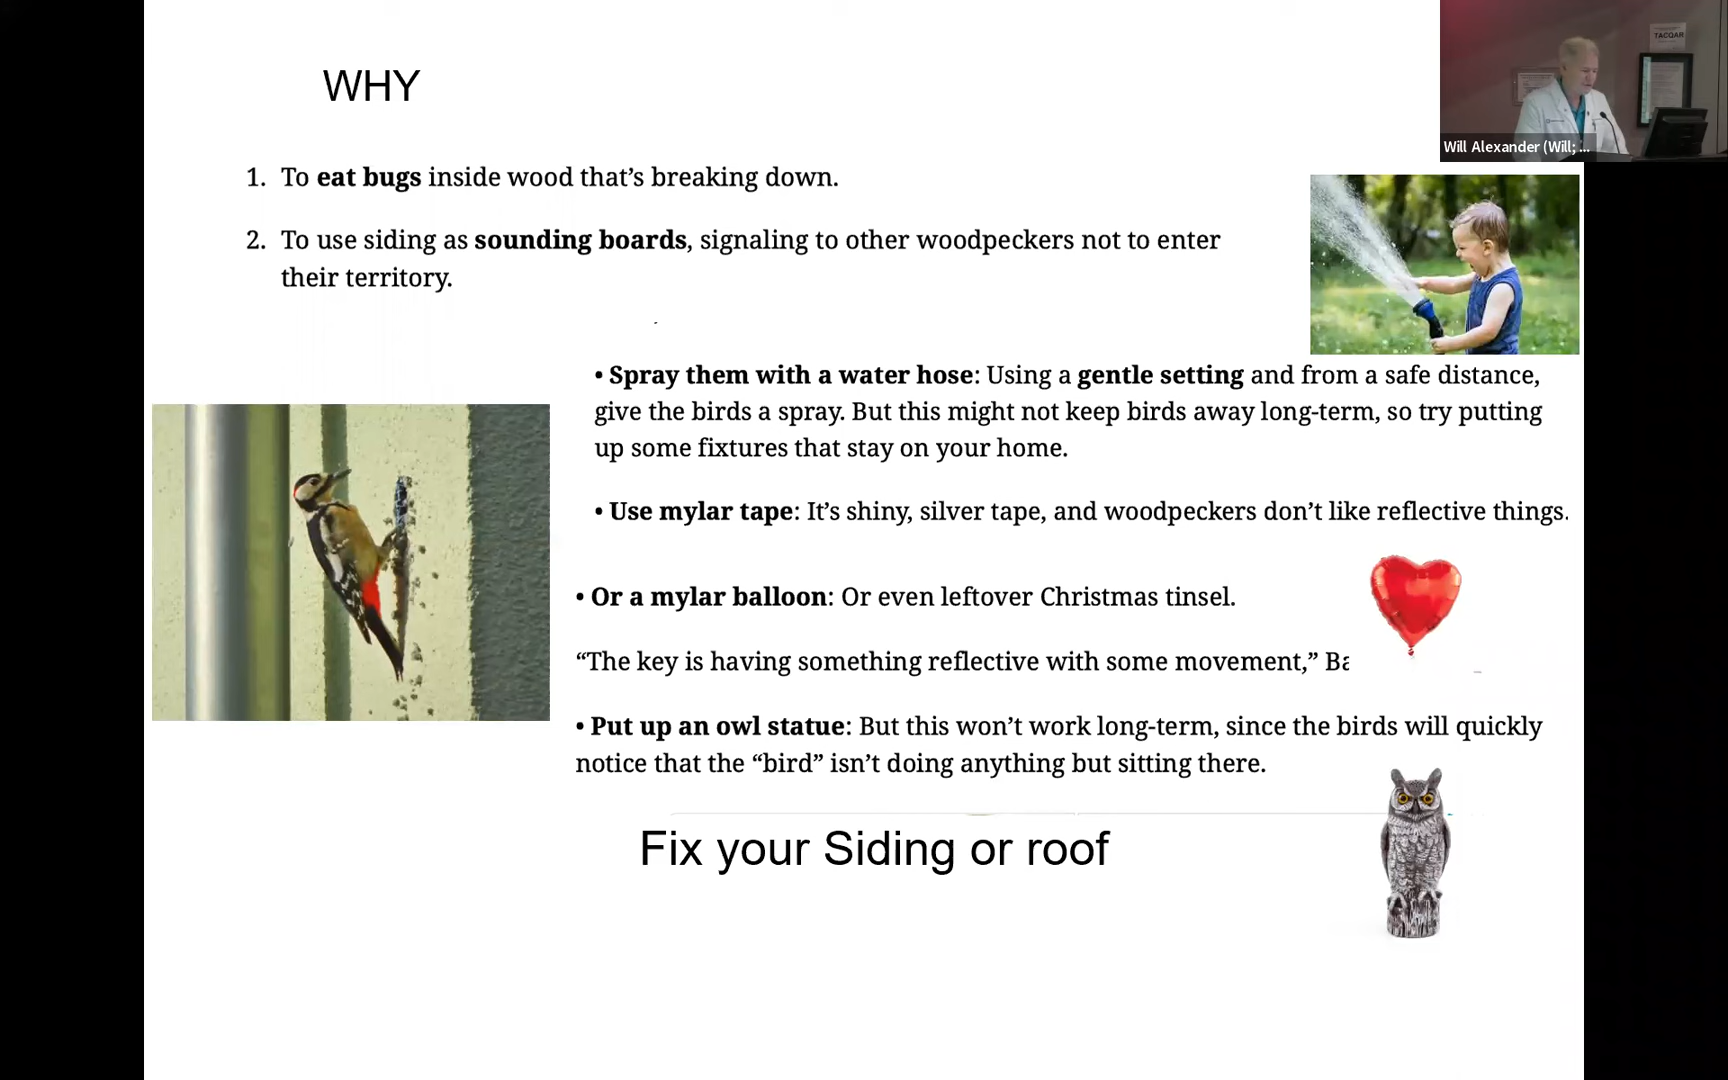 WHY
TACQAR
1. To eat bugs inside wood that’s breaking down.
Will Alexander (Will; ...
2. To use siding as sounding boards, signaling to other woodpeckers not to enter
their territory.
• Spray them with a water hose: Using a gentle setting and from a safe distance,
give the birds a spray. But this might not keep birds away long-term, so try putting
up some fixtures that stay on your home.
• Use mylar tape: It’s shiny, silver tape, and woodpeckers don’t like reflective things.
• Or a mylar balloon: Or even leftover Christmas tinsel.
“The key is having something reflective with some movement,” Ba
• Put up an owl statue: But this won’t work long-term, since the birds will quickly
notice that the “bird” isn’t doing anything but sitting there.
Fix your Siding or roof